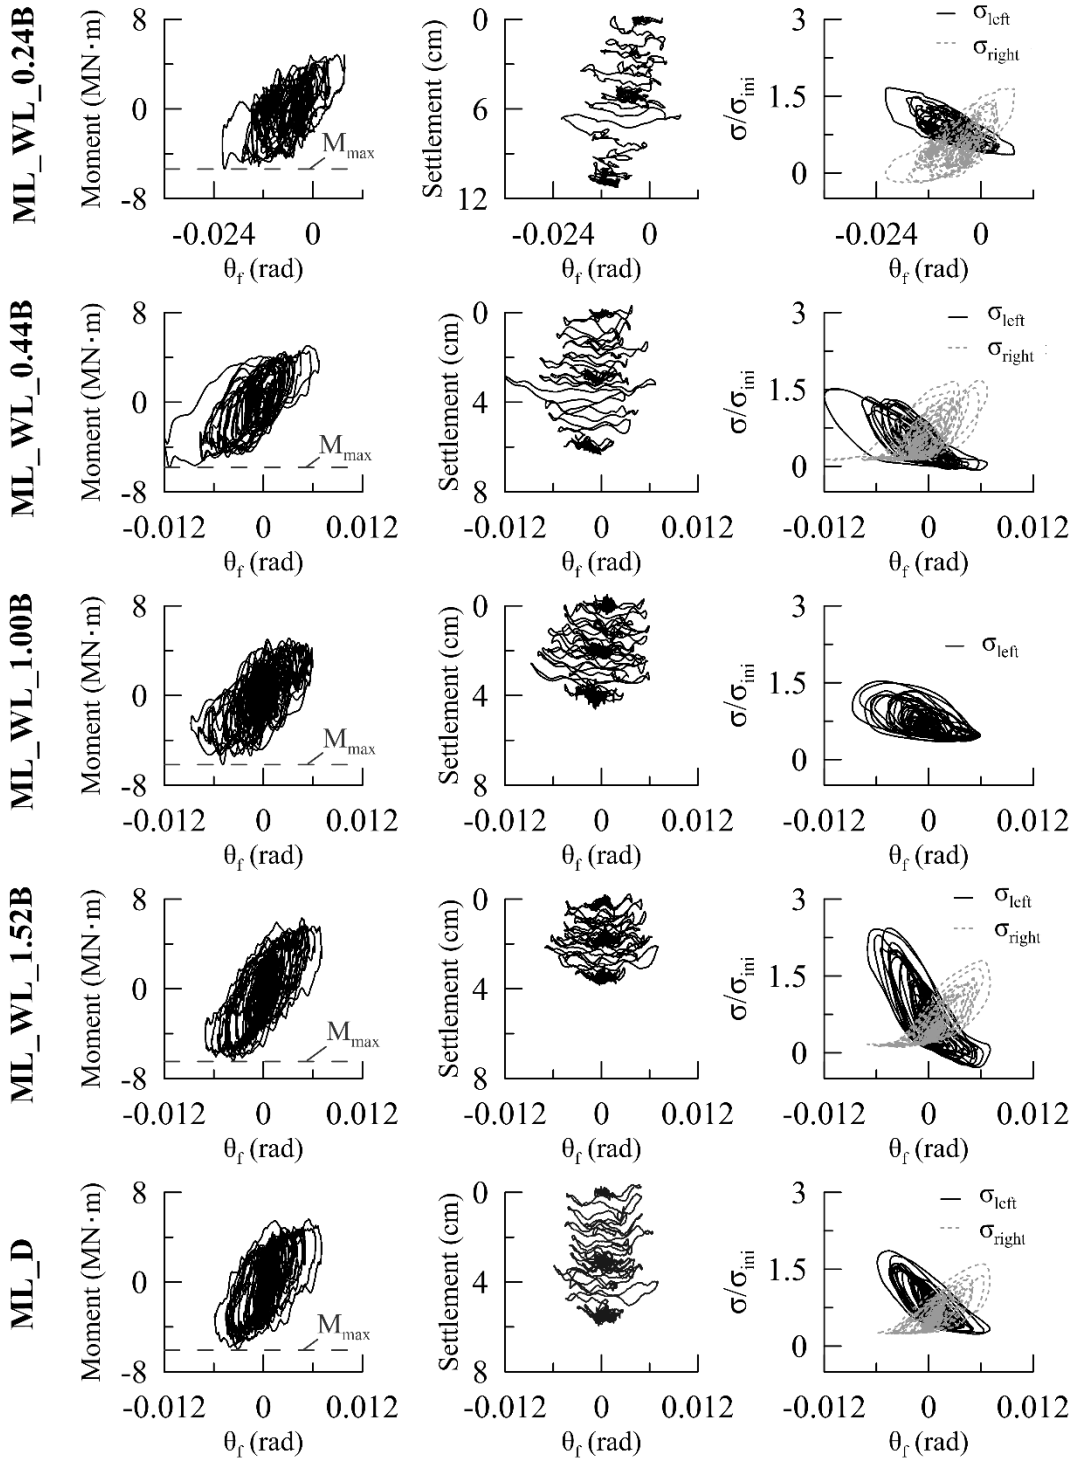 ML_WL_0.24B
Moment (MN·m)
8
0
-8
M_max
-0.024
0
θ_f (rad)
Settlement (cm)
0
6
12
-0.024
0
θ_f (rad)
σ/σ_ini
3
1.5
0
σ_left
σ_right
-0.024
0
θ_f (rad)
ML_WL_0.44B
Moment (MN·m)
8
0
-8
M_max
-0.012
0
0.012
θ_f (rad)
Settlement (cm)
0
4
8
-0.012
0
0.012
θ_f (rad)
σ/σ_ini
3
1.5
0
σ_left
σ_right
-0.012
0
0.012
θ_f (rad)
ML_WL_1.00B
Moment (MN·m)
8
0
-8
M_max
-0.012
0
0.012
θ_f (rad)
Settlement (cm)
0
4
8
-0.012
0
0.012
θ_f (rad)
σ/σ_ini
3
1.5
0
σ_left
-0.012
0
0.012
θ_f (rad)
ML_WL_1.52B
Moment (MN·m)
8
0
-8
M_max
-0.012
0
0.012
θ_f (rad)
Settlement (cm)
0
4
8
-0.012
0
0.012
θ_f (rad)
σ/σ_ini
3
1.5
0
σ_left
σ_right
-0.012
0
0.012
θ_f (rad)
ML_D
Moment (MN·m)
8
0
-8
M_max
-0.012
0
0.012
θ_f (rad)
Settlement (cm)
0
4
8
-0.012
0
0.012
θ_f (rad)
σ/σ_ini
3
1.5
0
σ_left
σ_right
-0.012
0
0.012
θ_f (rad)